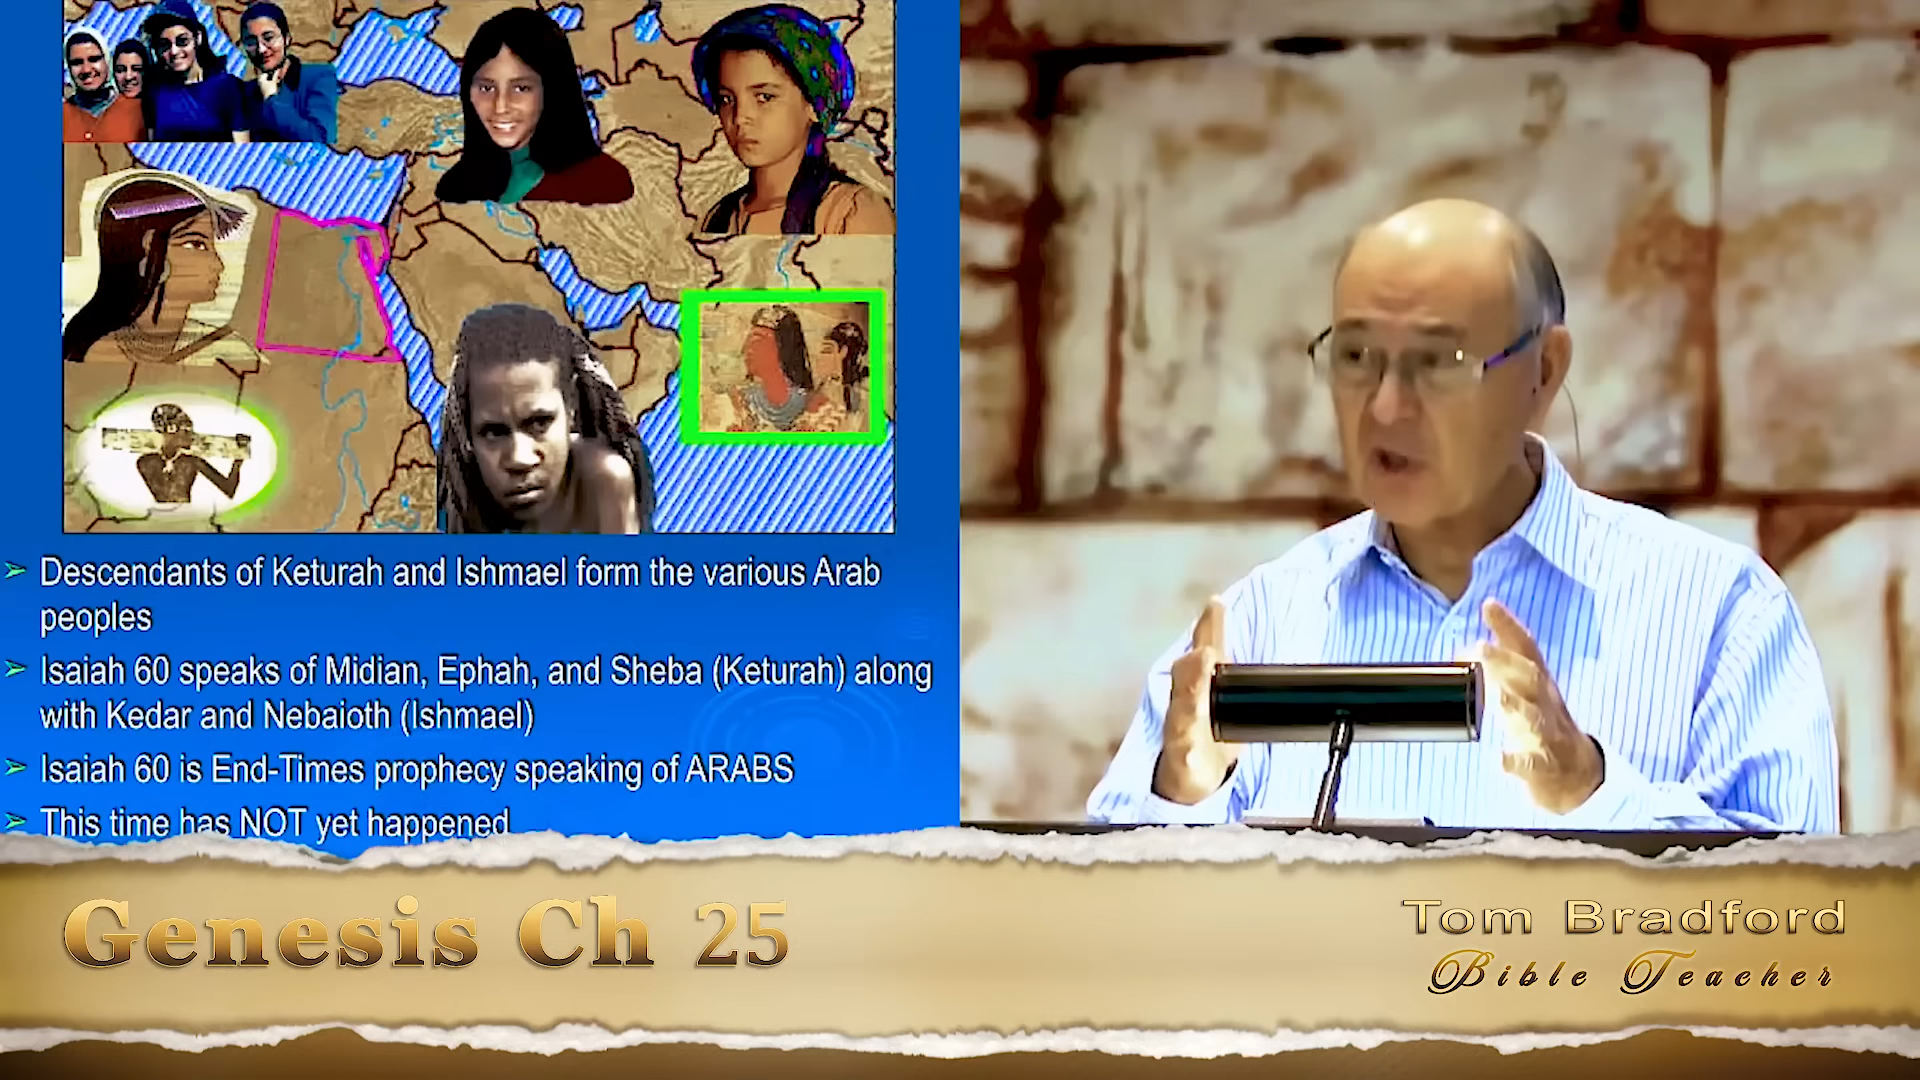 ➢ Descendants of Keturah and Ishmael form the various Arab
peoples
➢ Isaiah 60 speaks of Midian, Ephah, and Sheba (Keturah) along
with Kedar and Nebaioth (Ishmael)
➢ Isaiah 60 is End-Times prophecy speaking of ARABS
➢ This time has NOT yet happened
Genesis Ch 25
Tom Bradford
Bible Teacher